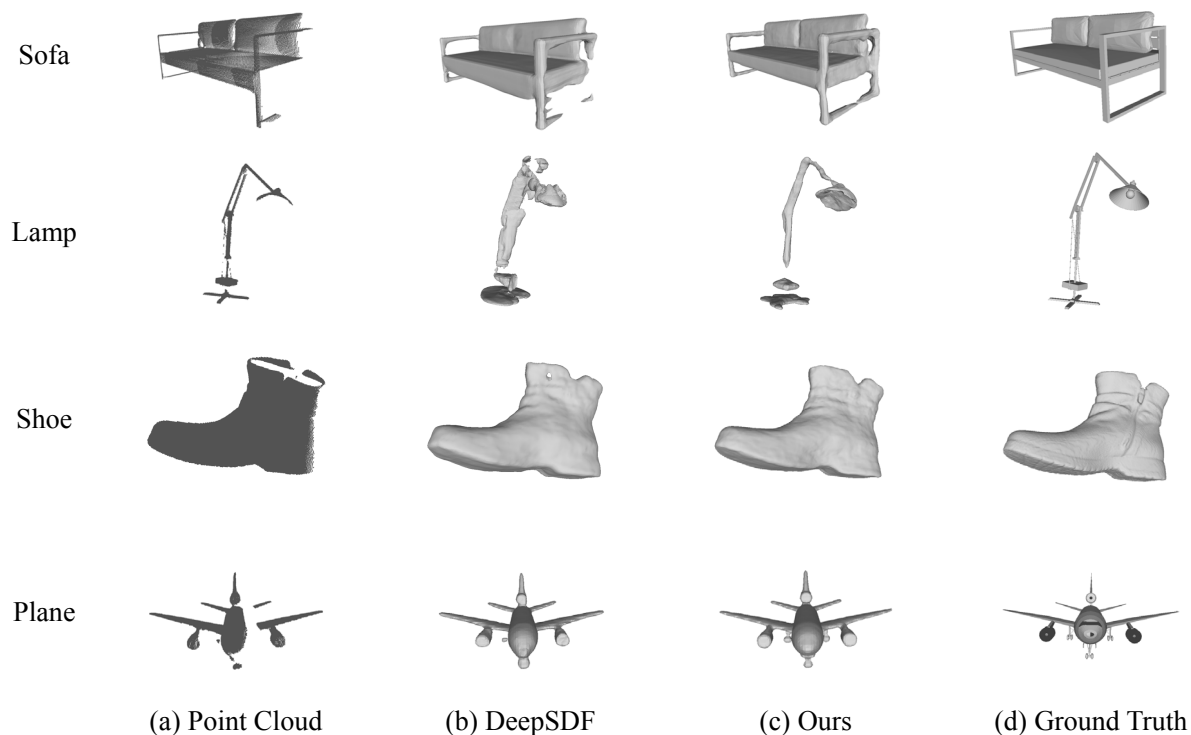 Sofa
Lamp
Shoe
Plane
(a) Point Cloud
(b) DeepSDF
(c) Ours
(d) Ground Truth